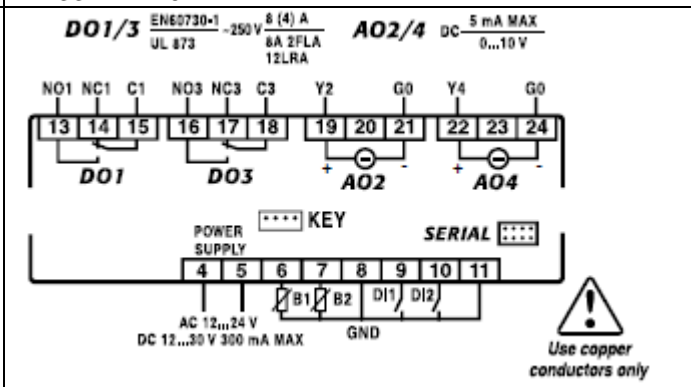 DO1/3 EN60730-1 ~250V 8 (4) A AO2/4 DC 5 mA MAX
UL 873 8A 2FLA 0...10 V
12LRA
NO1 NC1 C1 NO3 NC3 C3 Y2 G0 Y4 G0
13 14 15 16 17 18 19 20 21 22 23 24
+ - + -
DO1 DO3 AO2 AO4
KEY
POWER SERIAL
SUPPLY
4 5 6 7 8 9 10 11
B1 B2 DI1 DI2
AC 12...24 V GND
DC 12...30 V 300 mA MAX
!
Use copper
conductors only